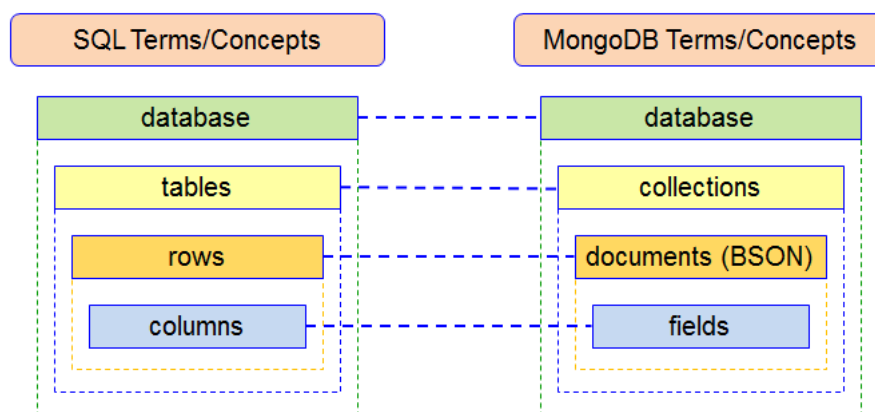 SQL Terms/Concepts
MongoDB Terms/Concepts
database
database
tables
collections
rows
documents (BSON)
columns
fields